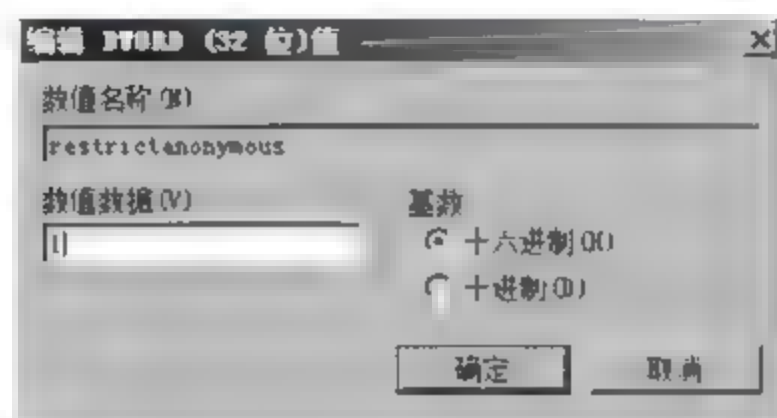 编辑 DWORD (32 位)值
数值名称(N)
restrictanonymous
数值数据(V)
1
基数
十六进制(H)
十进制(D)
确定
取消